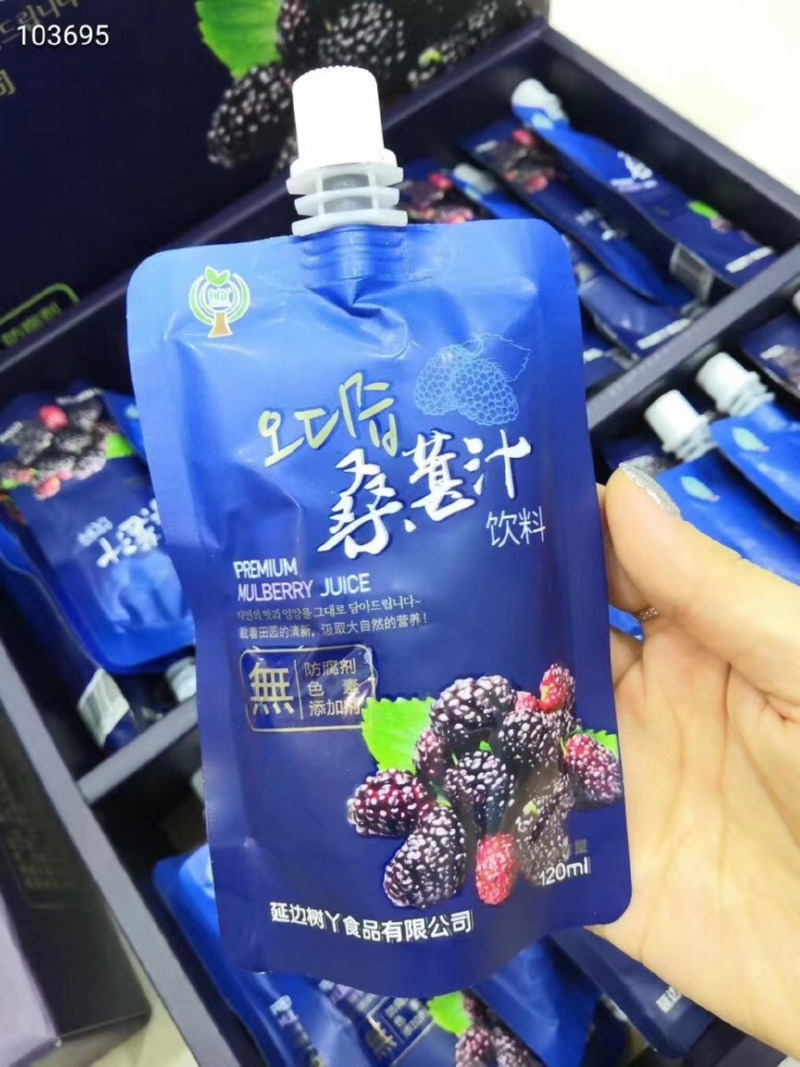 103695
오디즙
桑葚汁
饮料
PREMIUM
MULBERRY JUICE
자연의 맛과 영양을 그대로 담아드립니다~
载着田园的清新，汲取大自然的营养！
無
防腐剂
色 素
添加剂
120ml
延边树丫食品有限公司
防腐剂